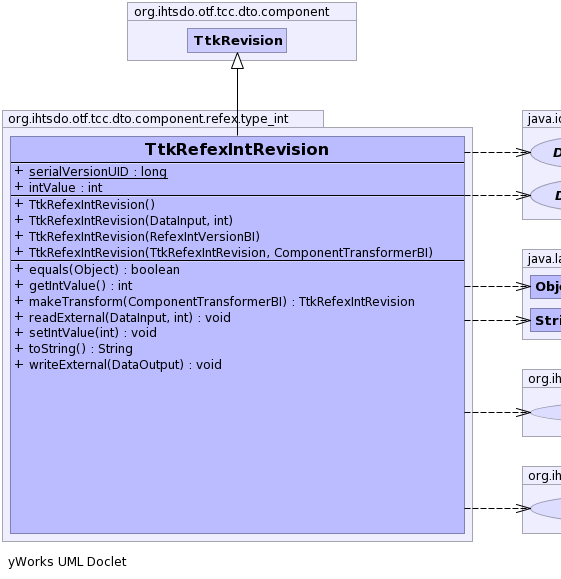 org.ihtsdo.otf.tcc.dto.component
TtkRevision
org.ihtsdo.otf.tcc.dto.component.refex.type_int
java.io
TtkRefexIntRevision
+ serialVersionUID : long
+ intValue : int
+ TtkRefexIntRevision()
+ TtkRefexIntRevision(DataInput, int)
+ TtkRefexIntRevision(RefexIntVersionBI)
+ TtkRefexIntRevision(TtkRefexIntRevision, ComponentTransformerBI)
+ equals(Object) : boolean
+ getIntValue() : int
+ makeTransform(ComponentTransformerBI) : TtkRefexIntRevision
+ readExternal(DataInput, int) : void
+ setIntValue(int) : void
+ toString() : String
+ writeExternal(DataOutput) : void
D
D
java.la
Obje
Stri
org.ih
org.ih
yWorks UML Doclet